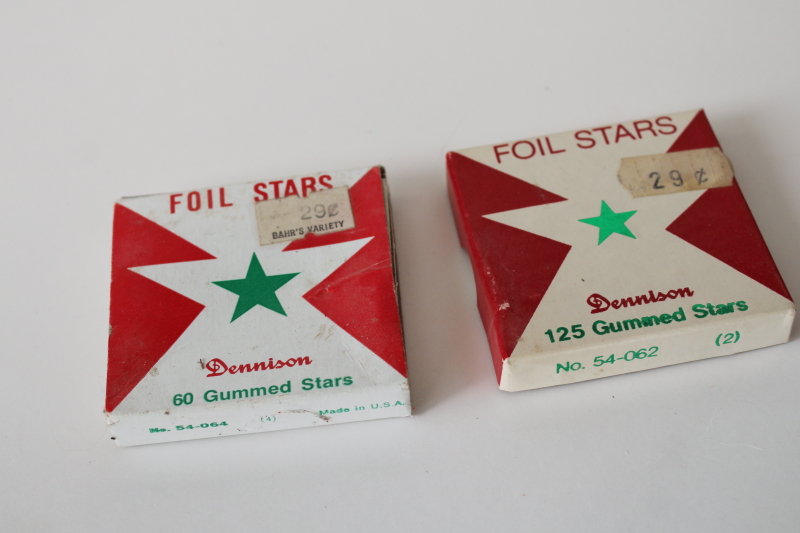 FOIL STARS
29¢
BAHR'S VARIETY
Dennison
60 Gummed Stars
No. 54-064 (4) Made in U.S.A.
FOIL STARS
29¢
Dennison
125 Gummed Stars
No. 54-062 (2)